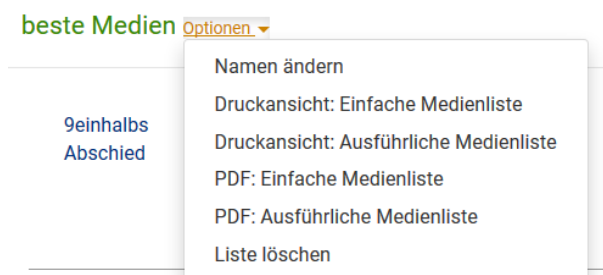 beste Medien Optionen
Namen ändern
Druckansicht: Einfache Medienliste
9einhalbs
Druckansicht: Ausführliche Medienliste
Abschied
PDF: Einfache Medienliste
PDF: Ausführliche Medienliste
Liste löschen